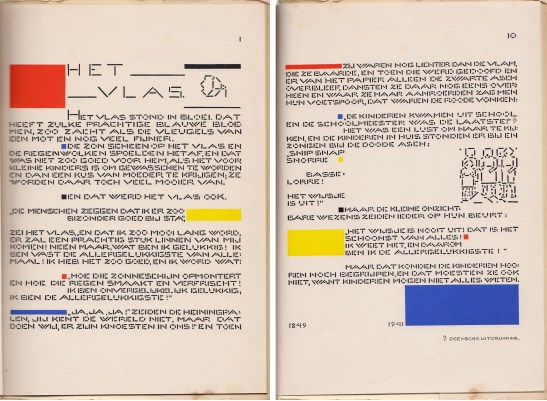 1
HET
VLAS.
HET VLAS STOND IN BLOEI. DAT
HEEFT ZULKE PRACHTIGE BLAUWE BLOE
MEN, ZOO ZACHT ALS DE VLEUGELS VAN
EEN MOT EN NOG VEEL FIJNER.
DE ZON SCHEEN OP HET VLAS EN
DE REGENWOLKEN SPOELDEN HET AF, EN DAT
WAS NET ZOO GOED VOOR HEM, ALS HET VOOR
KLEINE KINDERS IS OM GEWASSCHEN TE WORDEN
EN DAN EEN KUS VAN MOEDER TE KRIJGEN; ZE
WORDEN DAAR TOCH VEEL MOOIER VAN.
EN DAT WERD HET VLAS OOK.
„DE MENSCHEN ZEGGEN DAT IK ER ZOO
BIZONDER GOED BIJ STA”,
ZEI HET VLAS, „EN DAT IK ZOO MOOI LANG WORD,
ER ZAL EEN PRACHTIG STUK LINNEN VAN MIJ
KOMEN! NEEN MAAR, WAT BEN IK GELUKKIG! IK
BEN VAST DE ALLERGELUKKIGSTE VAN ALLE-
MAAL! IK HEB HET ZOO GOED, EN IK WORD WAT!
„HOE DIE ZONNESCHIJN OPMONTERT
EN HOE DIE REGEN SMAAKT EN VERFRISCHT!
IK BEN ONVERGELIJKELIJK GELUKKIG,
IK BEN DE ALLERGELUKKIGSTE!”
„JA, JA, JA!” ZEIDEN DE HEININGPA-
LEN, „JIJ KENT DE WERELD NIET, MAAR DAT
DOEN WIJ, ER ZIJN KNOESTEN IN ONS!” EN TOEN
10
ZIJ WAREN NOG LICHTER DAN DE VLAM,
DIE ZE BAARDE, EN TOEN DIE WERD GEDOOFD EN
ER VAN HET PAPIER ALLEEN DE ZWARTE ASCH
OVERBLEEF, DANSTEN ZE DAAR NOG EENS OVER
HEEN EN WAAR ZE HAAR AANROERDEN ZAG MEN
HUN VOETSPOOR, DAT WAREN DE ROODE VONKEN:
„DE KINDEREN KWAMEN UIT SCHOOL,
EN DE SCHOOLMEESTER WAS DE LAATSTE!”
HET WAS EEN LUST OM NAAR TE KIJ-
KEN, EN DE KINDEREN IN HUIS STONDEN ER BIJ EN
ZONGEN BIJ DE DOODE ASCH:
„SNIP SNAP
SNORRIE
BASSE-
LORRE!
HET WIJSJE
IS UIT!”
MAAR DE KLEINE ONZICHT-
BARE WEZENS ZEIDEN IEDER OP HUN BEURT:
„HET WIJSJE IS NOOIT UIT! DAT IS HET
SCHOONST VAN ALLES!
IK WEET HET, EN DAAROM
BEN IK DE ALLERGELUKKIGSTE!”
MAAR DAT KONDEN DE KINDEREN HOO-
REN NOCH BEGRIJPEN, EN DAT MOESTEN ZE OOK
NIET, WANT KINDEREN MOGEN NIET ALLES WETEN.
1849
1941